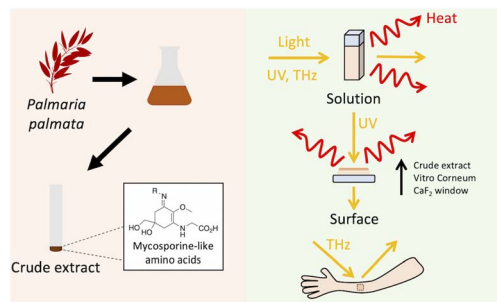 Palmaria
palmata
Crude extract
R
N
O
HO
HO
N
H
CO₂H
Mycosporine-like
amino acids
Light
UV, THz
Heat
Solution
UV
Crude extract
Vitro Corneum
CaF₂ window
Surface
THz